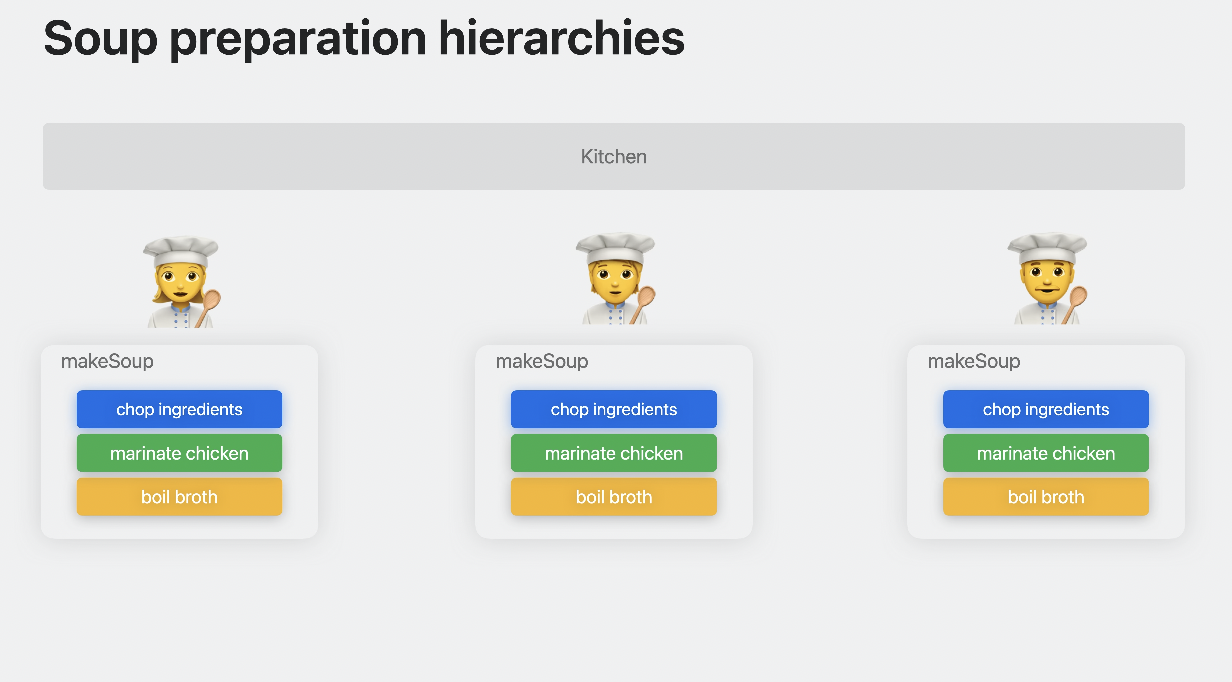 Soup preparation hierarchies
Kitchen
makeSoup
chop ingredients
marinate chicken
boil broth
makeSoup
chop ingredients
marinate chicken
boil broth
makeSoup
chop ingredients
marinate chicken
boil broth